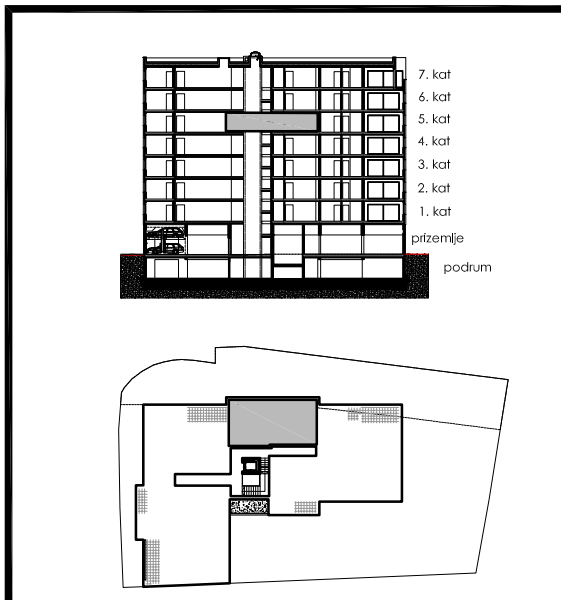 7. kat
6. kat
5. kat
4. kat
3. kat
2. kat
1. kat
prizemlje
podrum